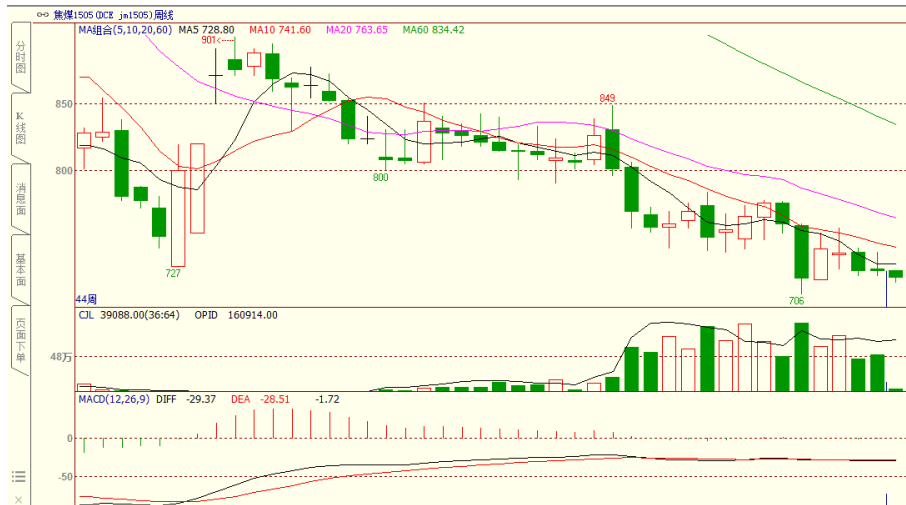 焦煤1505(DCE jm1505)周线
MA组合(5,10,20,60) MA5 728.80 MA10 741.60 MA20 763.65 MA60 834.42
901
849
850
800
800
727
706
44周
CJL 39088.00(36:64) OPID 160914.00
48万
MACD(12,26,9) DIFF -29.37 DEA -28.51 -1.72
0
-50
分时图
K线图
消息面
基本面
页面下单